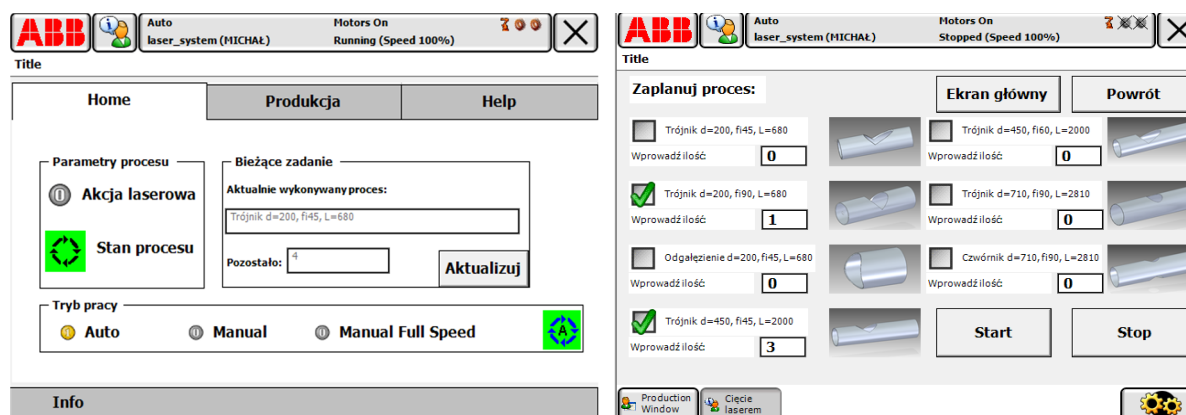 ABB
Auto
Motors On
laser_system (MICHAŁ)
Running (Speed 100%)
Title
Home
Produkcja
Help
Parametry procesu
Akcja laserowa
Stan procesu
Bieżące zadanie
Aktualnie wykonywany proces:
Trójnik d=200, fi45, L=680
Pozostało:
4
Aktualizuj
Tryb pracy
Auto
Manual
Manual Full Speed
A
Info
ABB
Auto
Motors On
laser_system (MICHAŁ)
Stopped (Speed 100%)
Title
Zaplanuj proces:
Ekran główny
Powrót
Trójnik d=200, fi45, L=680
Wprowadź ilość:
0
Trójnik d=450, fi60, L=2000
Wprowadź ilość:
0
Trójnik d=200, fi90, L=680
Wprowadź ilość:
1
Trójnik d=710, fi90, L=2810
Wprowadź ilość:
0
Odgałęzienie d=200,fi45,L=680
Wprowadź ilość:
0
Czwórnik d=710,fi90, L=2810
Wprowadź ilość:
0
Trójnik d=450, fi45, L=2000
Wprowadź ilość:
3
Start
Stop
Production
Window
Cięcie
laserem